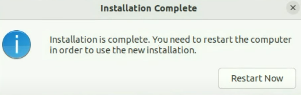 Installation Complete
Installation is complete. You need to restart the computer
in order to use the new installation.
Restart Now